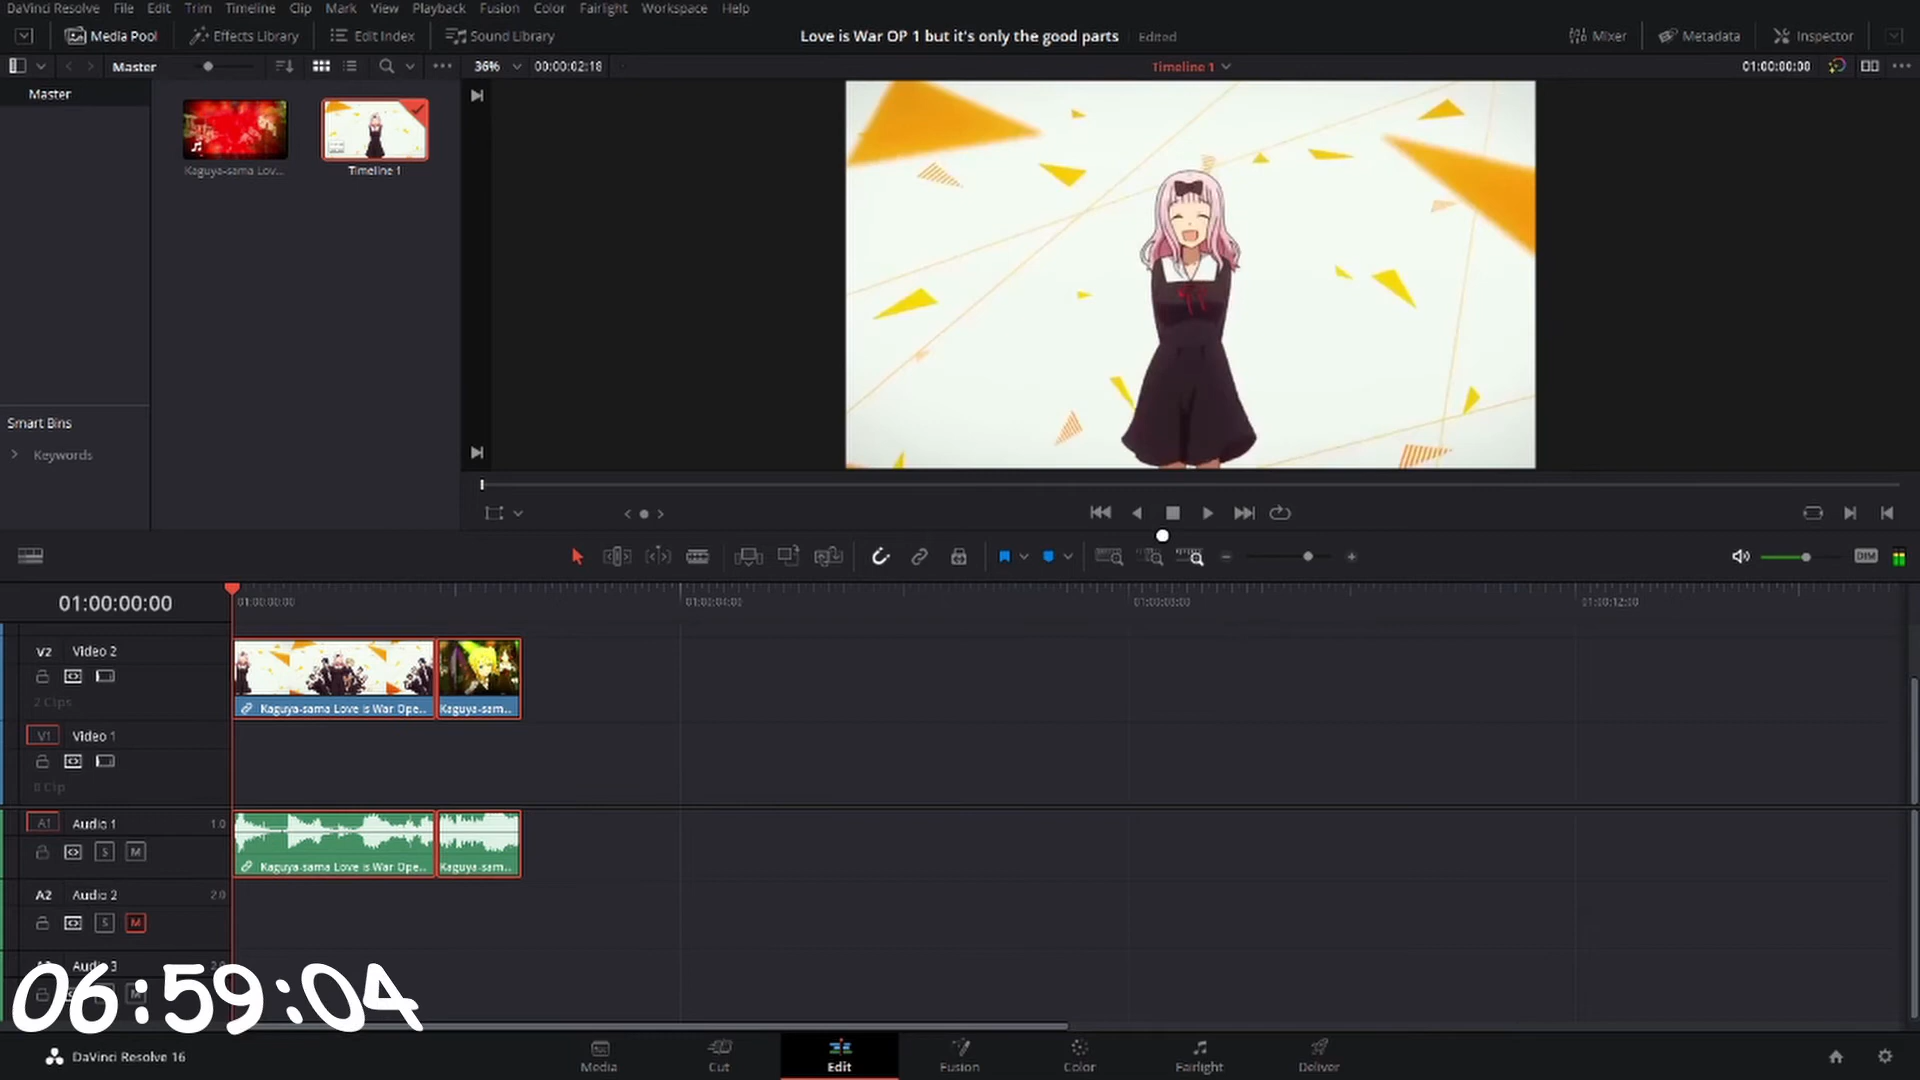 DaVinci Resolve File Edit Trim Timeline Clip Mark View Playback Fusion Color Fairlight Workspace Help
Media Pool Effects Library Edit Index Sound Library Love is War OP 1 but it's only the good parts Edited Mixer Metadata Inspector
Master 36% 00:00:02:18 Timeline 1 01:00:00:00
Master
Kaguya-sama Lov... Timeline 1
Smart Bins
Keywords
DIM
01:00:00:00 01:00:00:00 01:00:04:00 01:00:08:00 01:00:12:00
V2 Video 2
2 Clips
Kaguya-sama Love is War Ope... Kaguya-sam...
V1 Video 1
0 Clip
A1 Audio 1 1.0
S M
Kaguya-sama Love is War Ope... Kaguya-sam...
A2 Audio 2 2.0
S M
Audio 3
06:59:04
DaVinci Resolve 16 Media Cut Edit Fusion Color Fairlight Deliver